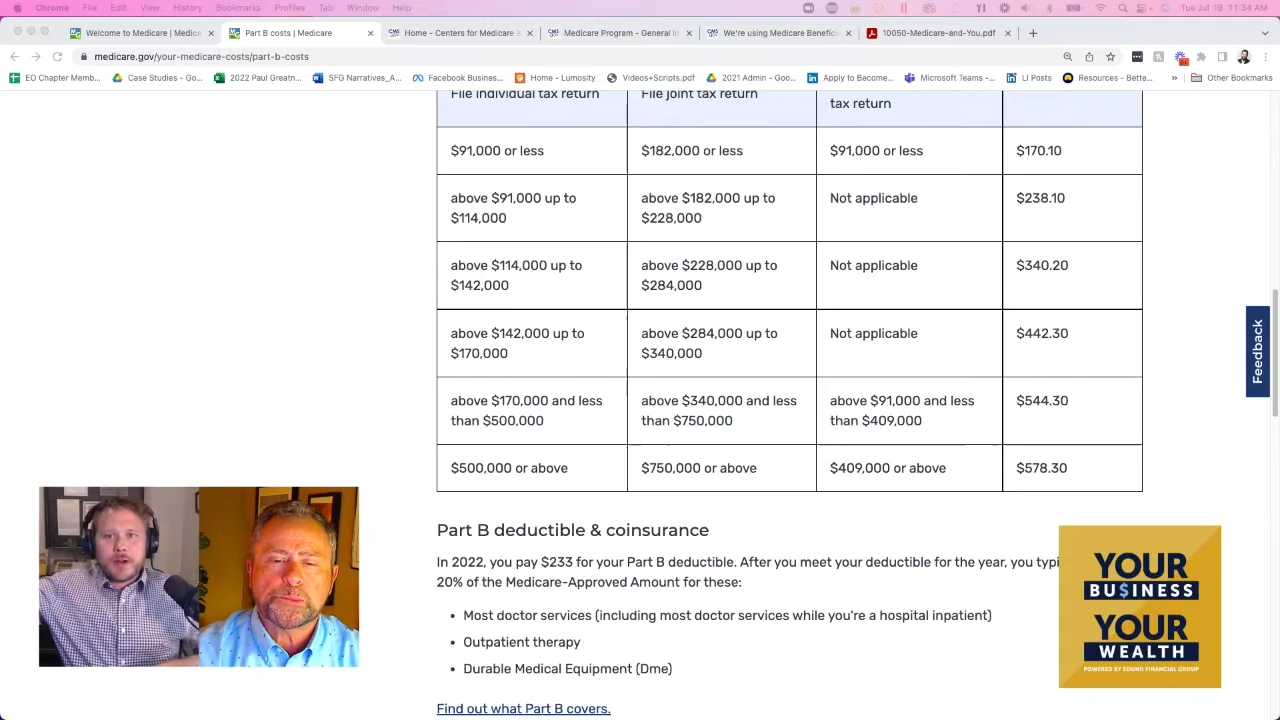 Chrome File Edit View History Bookmarks Profiles Tab Window Help
Tue Jul 19 11:34 AM
Welcome to Medicare | Medica
Part B costs | Medicare
Home - Centers for Medicare &
Medicare Program - General In
We're using Medicare Beneficia
10050-Medicare-and-You.pdf
medicare.gov/your-medicare-costs/part-b-costs
EO Chapter Memb...
Case Studies - Go...
2022 Paul Greatn...
SFG Narratives_A...
Facebook Busines...
Home - Lumosity
Videos+Scripts.pdf
2021 Admin - Goo...
Apply to Become...
Microsoft Teams -...
LI Posts
Resources - Bette...
Other Bookmarks
File individual tax return
File joint tax return
tax return
$91,000 or less
$182,000 or less
$91,000 or less
$170.10
above $91,000 up to
$114,000
above $182,000 up to
$228,000
Not applicable
$238.10
above $114,000 up to
$142,000
above $228,000 up to
$284,000
Not applicable
$340.20
above $142,000 up to
$170,000
above $284,000 up to
$340,000
Not applicable
$442.30
above $170,000 and less
than $500,000
above $340,000 and less
than $750,000
above $91,000 and less
than $409,000
$544.30
$500,000 or above
$750,000 or above
$409,000 or above
$578.30
Feedback
Part B deductible & coinsurance
In 2022, you pay $233 for your Part B deductible. After you meet your deductible for the year, you typi
20% of the Medicare-Approved Amount for these:
Most doctor services (including most doctor services while you're a hospital inpatient)
Outpatient therapy
Durable Medical Equipment (Dme)
Find out what Part B covers.
YOUR
BU$INESS
YOUR
WEALTH
POWERED BY SOUND FINANCIAL GROUP